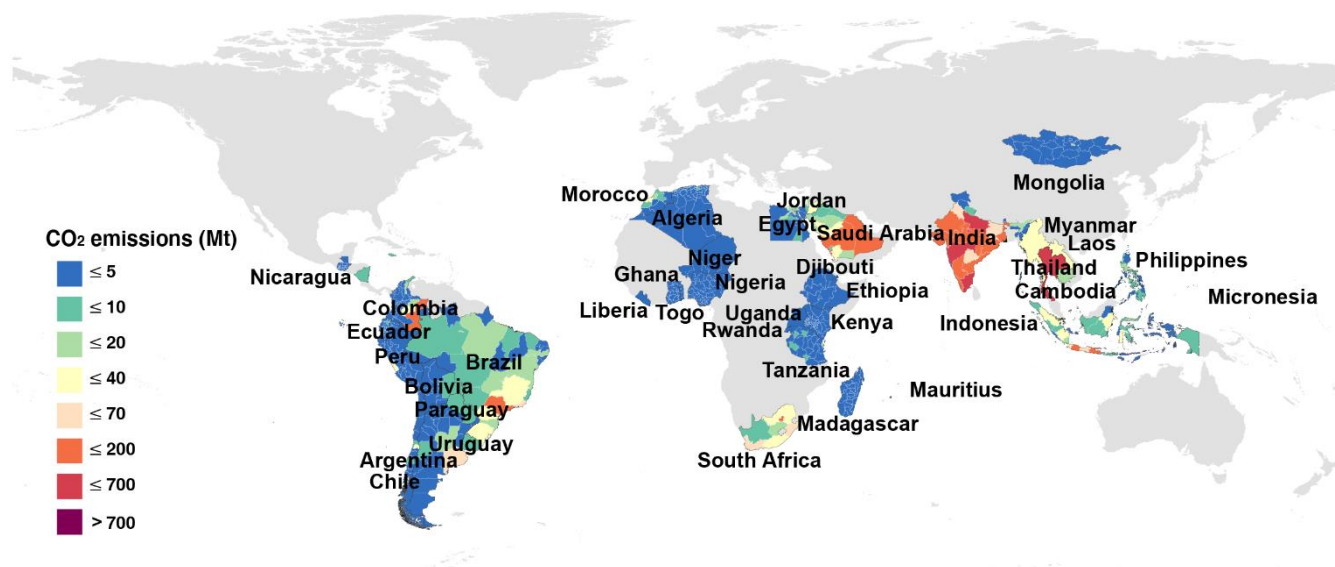 CO₂ emissions (Mt)
≤ 5
≤ 10
≤ 20
≤ 40
≤ 70
≤ 200
≤ 700
> 700
Nicaragua
Colombia
Ecuador
Peru
Brazil
Bolivia
Paraguay
Uruguay
Argentina
Chile
Morocco
Algeria
Niger
Ghana
Nigeria
Liberia
Togo
Jordan
Egypt
Saudi Arabia
Djibouti
Ethiopia
Uganda
Rwanda
Kenya
Tanzania
Mauritius
Madagascar
South Africa
Mongolia
India
Myanmar
Laos
Thailand
Cambodia
Philippines
Micronesia
Indonesia